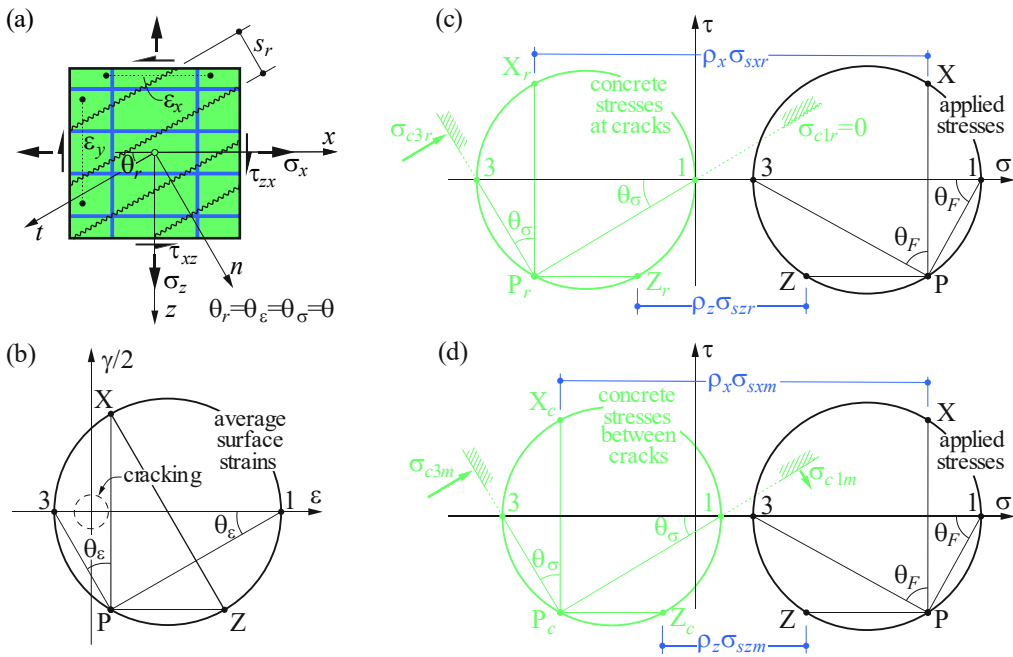 (a)
s_r
ε_x
ε_y
θ_r
x
σ_x
τ_zx
t
τ_xz
n
σ_z
z
θ_r=θ_ε=θ_σ=θ
(b)
γ/2
X
average
surface
strains
cracking
3
1
ε
θ_ε
θ_ε
P
Z
(c)
τ
ρ_xσ_sxr
X_r
X
concrete
stresses
at cracks
σ_c1r=0
applied
stresses
σ_c3r
3
1
3
1
σ
θ_σ
θ_F
θ_σ
θ_F
P_r
Z_r
Z
P
ρ_zσ_szr
(d)
τ
ρ_xσ_sxm
X_c
X
concrete
stresses
between
cracks
applied
stresses
σ_c3m
σ_c1m
3
1
3
1
σ
θ_σ
θ_F
θ_σ
θ_F
P_c
Z_c
Z
P
ρ_zσ_szm